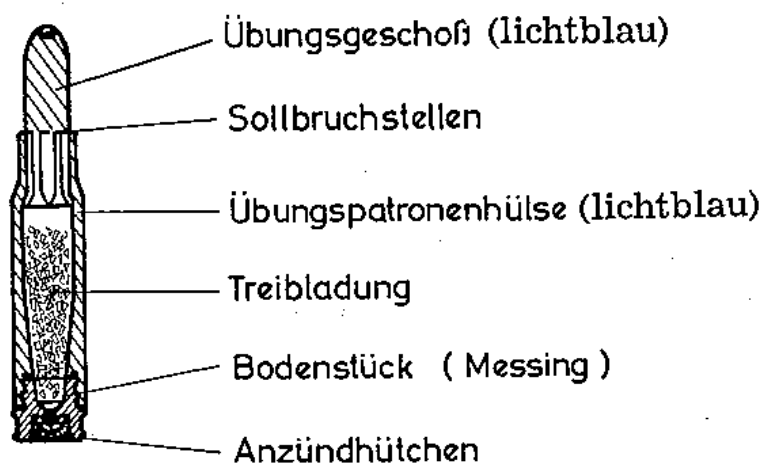 Übungsgeschoß (lichtblau)
Sollbruchstellen
Übungspatronenhülse (lichtblau)
Treibladung
Bodenstück ( Messing )
Anzündhütchen